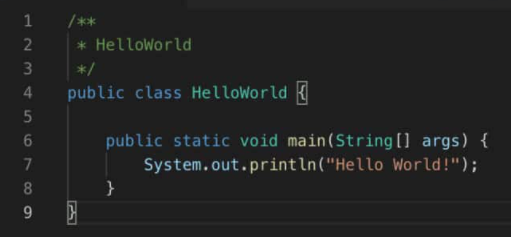 1 /**
2 * HelloWorld
3 */
4 public class HelloWorld {
5
6 public static void main(String[] args) {
7 System.out.println("Hello World!");
8 }
9 }